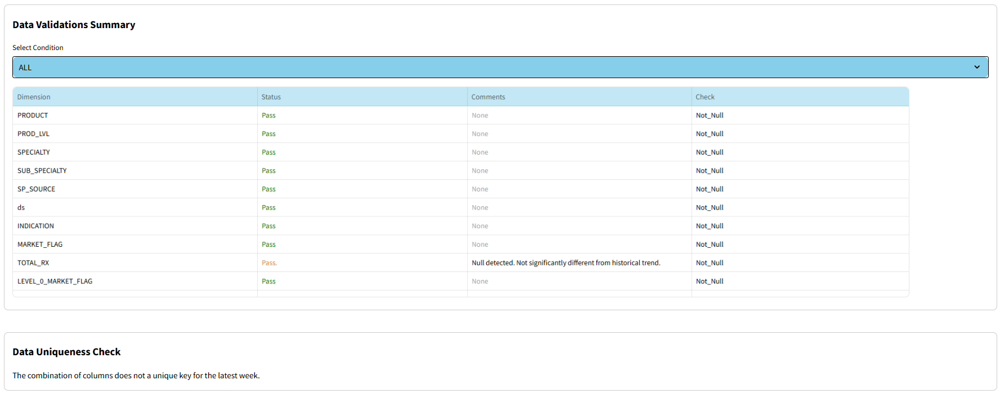 Data Validations Summary
Select Condition
ALL
Dimension Status Comments Check
PRODUCT Pass None Not_Null
PROD_LVL Pass None Not_Null
SPECIALTY Pass None Not_Null
SUB_SPECIALTY Pass None Not_Null
SP_SOURCE Pass None Not_Null
ds Pass None Not_Null
INDICATION Pass None Not_Null
MARKET_FLAG Pass None Not_Null
TOTAL_RX Pass. Null detected. Not significantly different from historical trend. Not_Null
LEVEL_0_MARKET_FLAG Pass None Not_Null
Data Uniqueness Check
The combination of columns does not a unique key for the latest week.